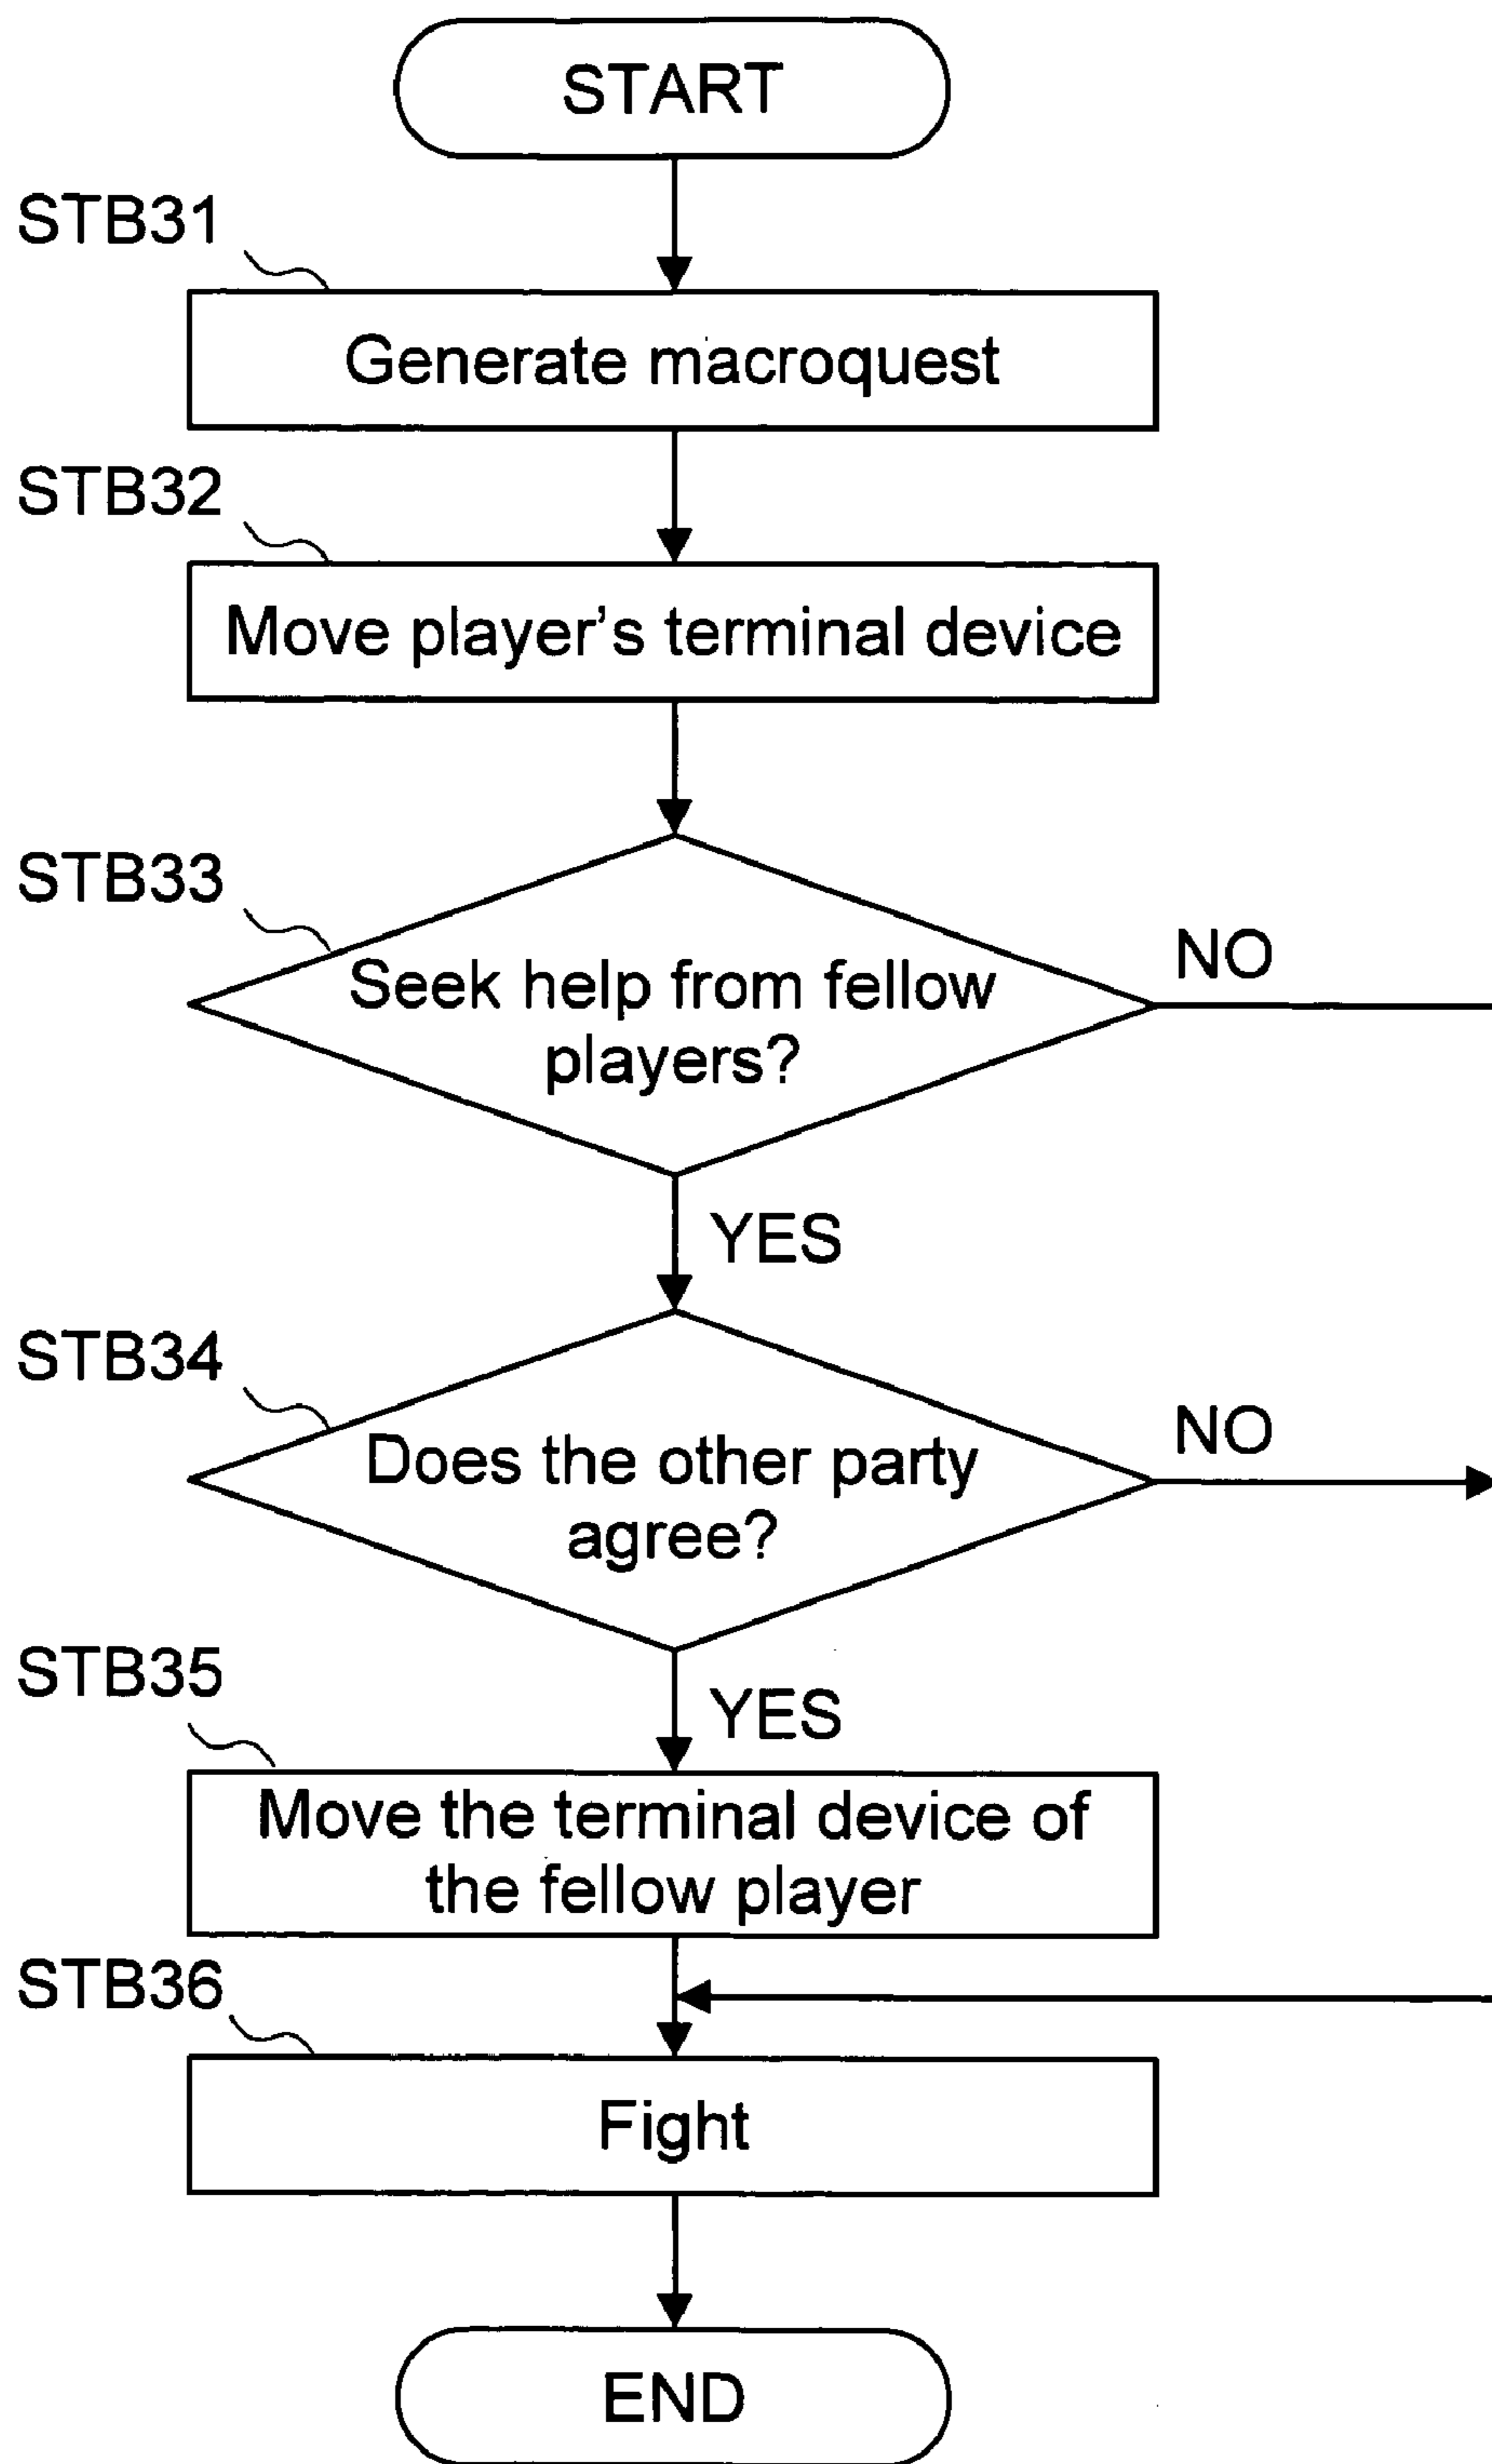 START
STB31
Generate macroquest
STB32
Move player's terminal device
STB33
Seek help from fellow
players?
NO
YES
STB34
Does the other party
agree?
NO
YES
STB35
Move the terminal device of
the fellow player
STB36
Fight
END